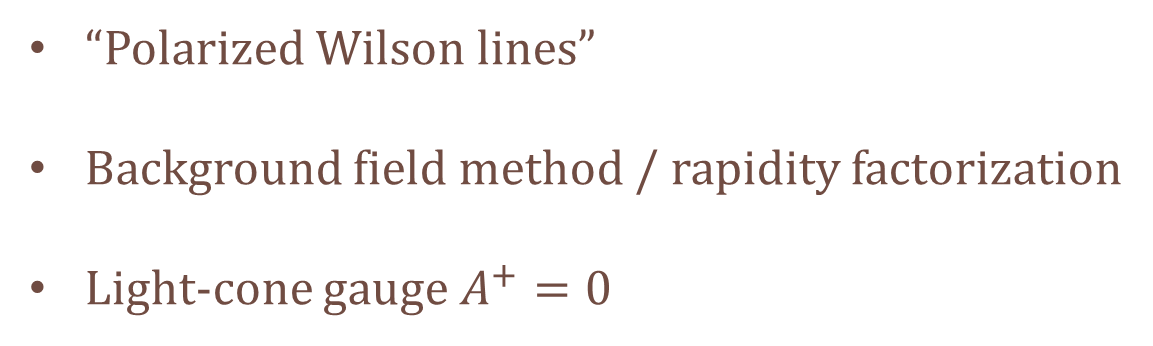 • “Polarized Wilson lines”
• Background field method / rapidity factorization
• Light-cone gauge A⁺ = 0